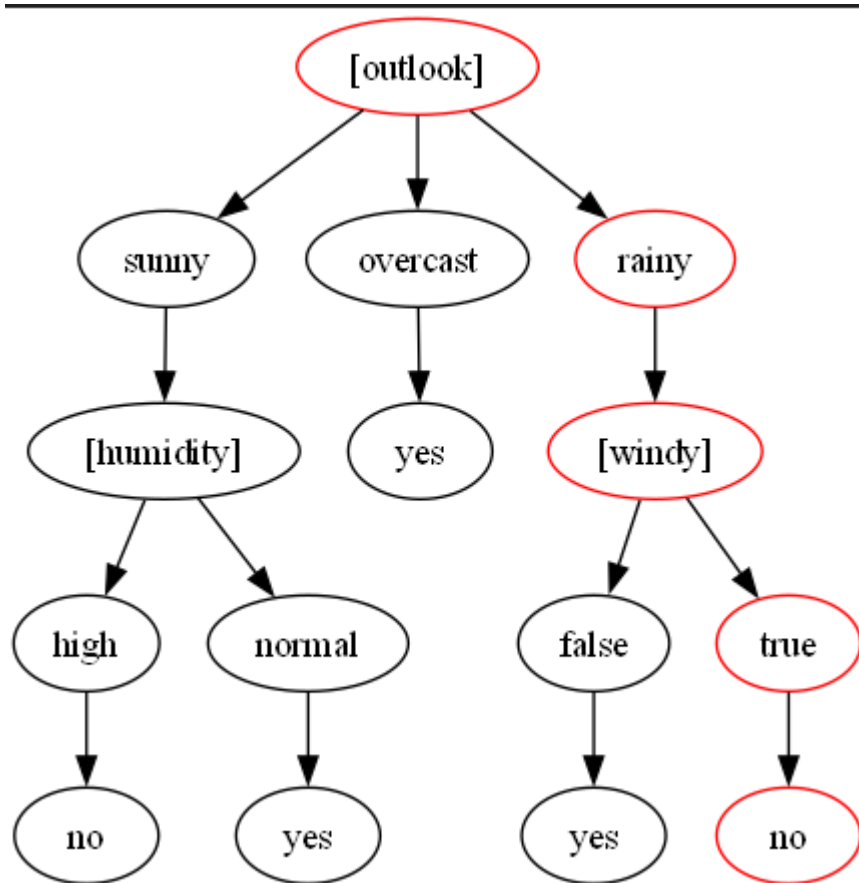 [outlook]
sunny
overcast
rainy
[humidity]
yes
[windy]
high
normal
false
true
no
yes
yes
no